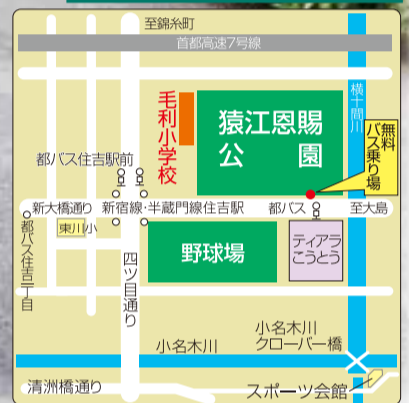 至錦糸町
首都高速7号線
横十間川
毛利小学校
猿江恩賜
公園
無料
バス乗り場
都バス住吉駅前
新大橋通り
新宿線・半蔵門線住吉駅
都バス
至大島
東川小
都バス住吉一丁目
四ツ目通り
野球場
ティアラ
こうとう
小名木川
小名木川
クローバー橋
清洲橋通り
スポーツ会館